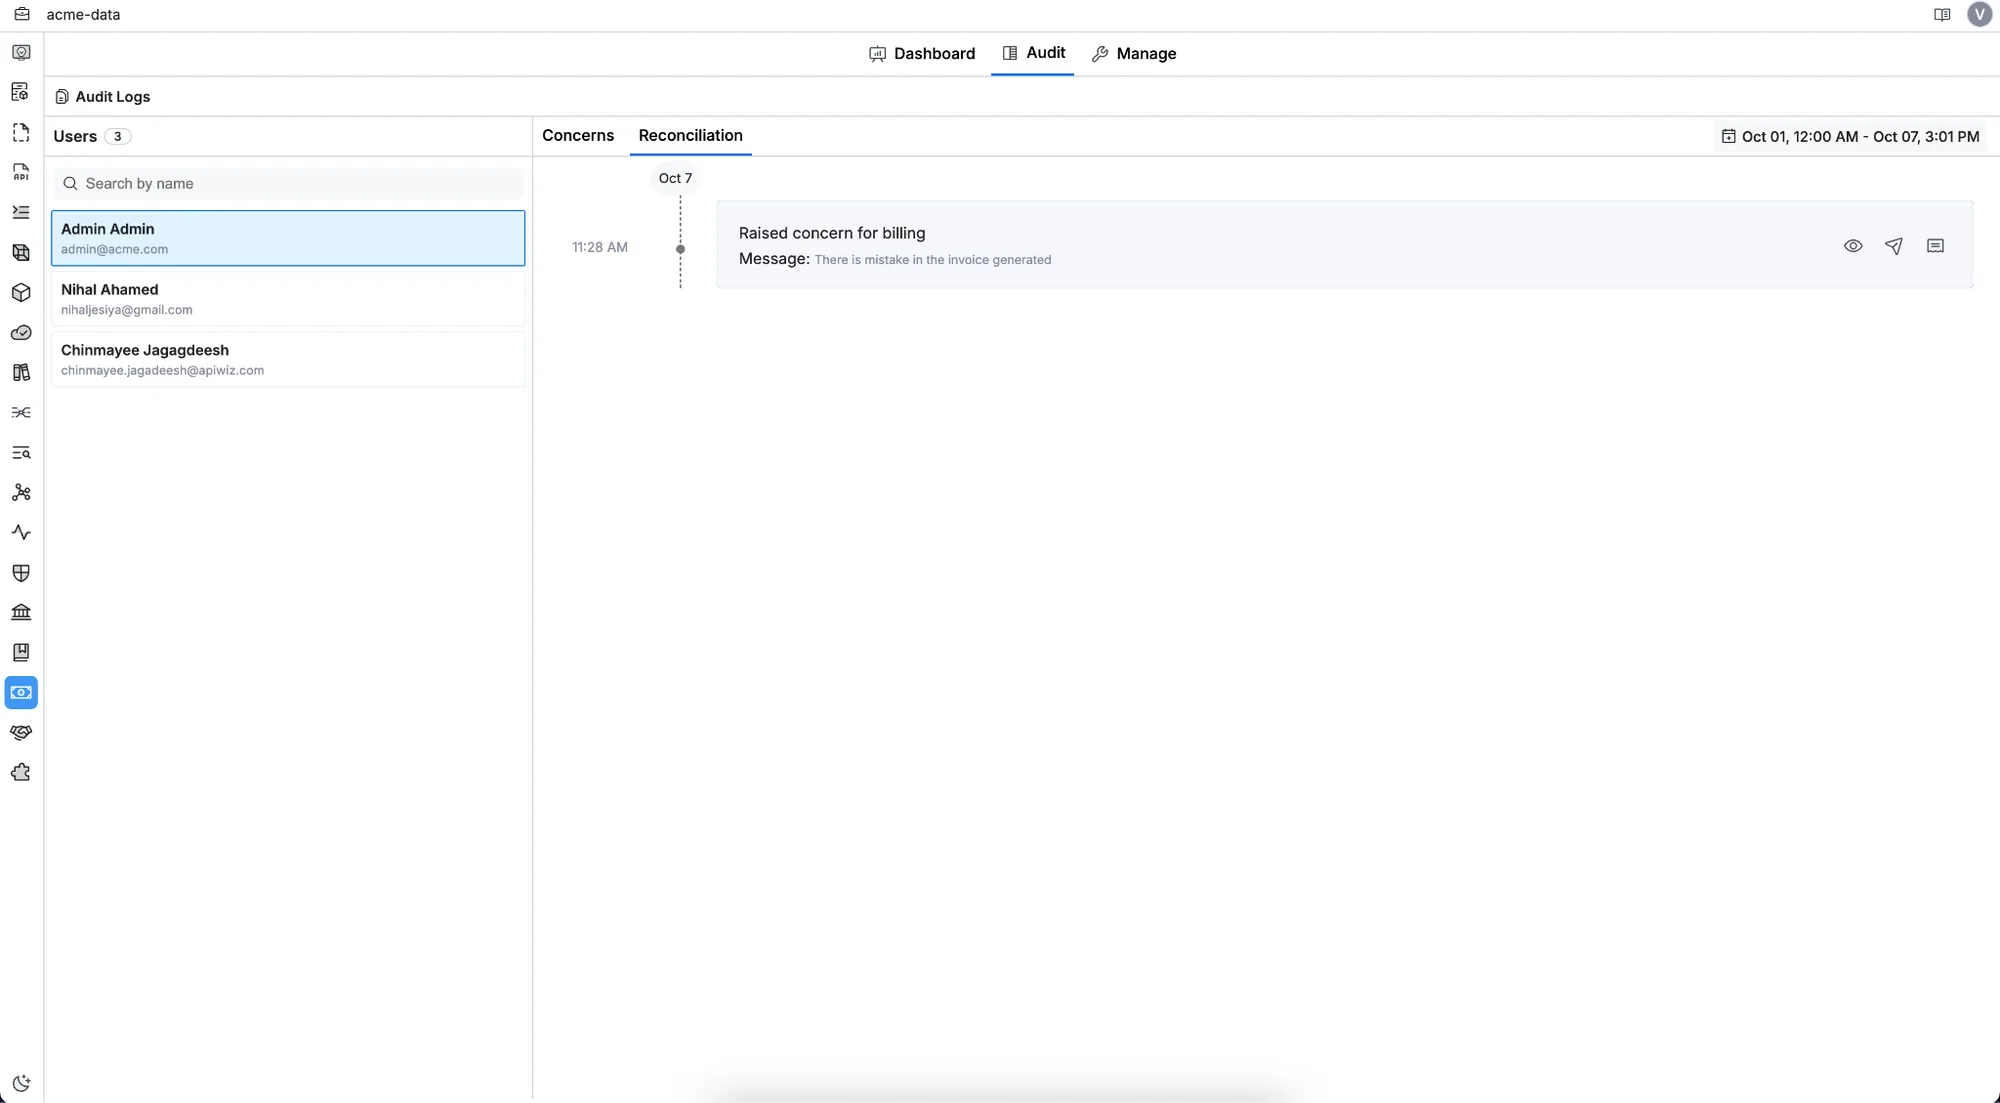 acme-data
V
Dashboard
Audit
Manage
API
Audit Logs
Users 3
Concerns
Reconciliation
Oct 01, 12:00 AM - Oct 07, 3:01 PM
Search by name
Admin Admin
admin@acme.com
Nihal Ahamed
nihaljesiya@gmail.com
Chinmayee Jagagdeesh
chinmayee.jagadeesh@apiwiz.com
Oct 7
11:28 AM
Raised concern for billing
Message: There is mistake in the invoice generated